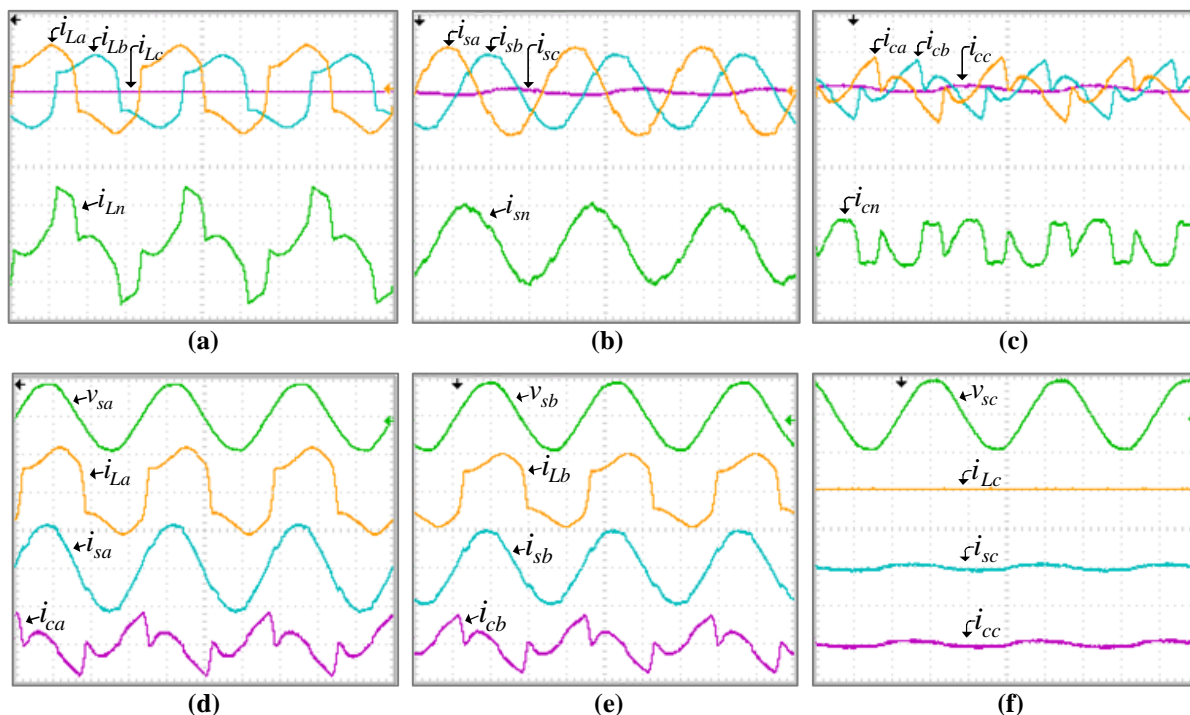 i_La i_Lb i_Lc
i_Ln
(a)
i_sa i_sb i_sc
i_sn
(b)
i_ca i_cb i_cc
i_cn
(c)
v_sa
i_La
i_sa
i_ca
(d)
v_sb
i_Lb
i_sb
i_cb
(e)
v_sc
i_Lc
i_sc
i_cc
(f)